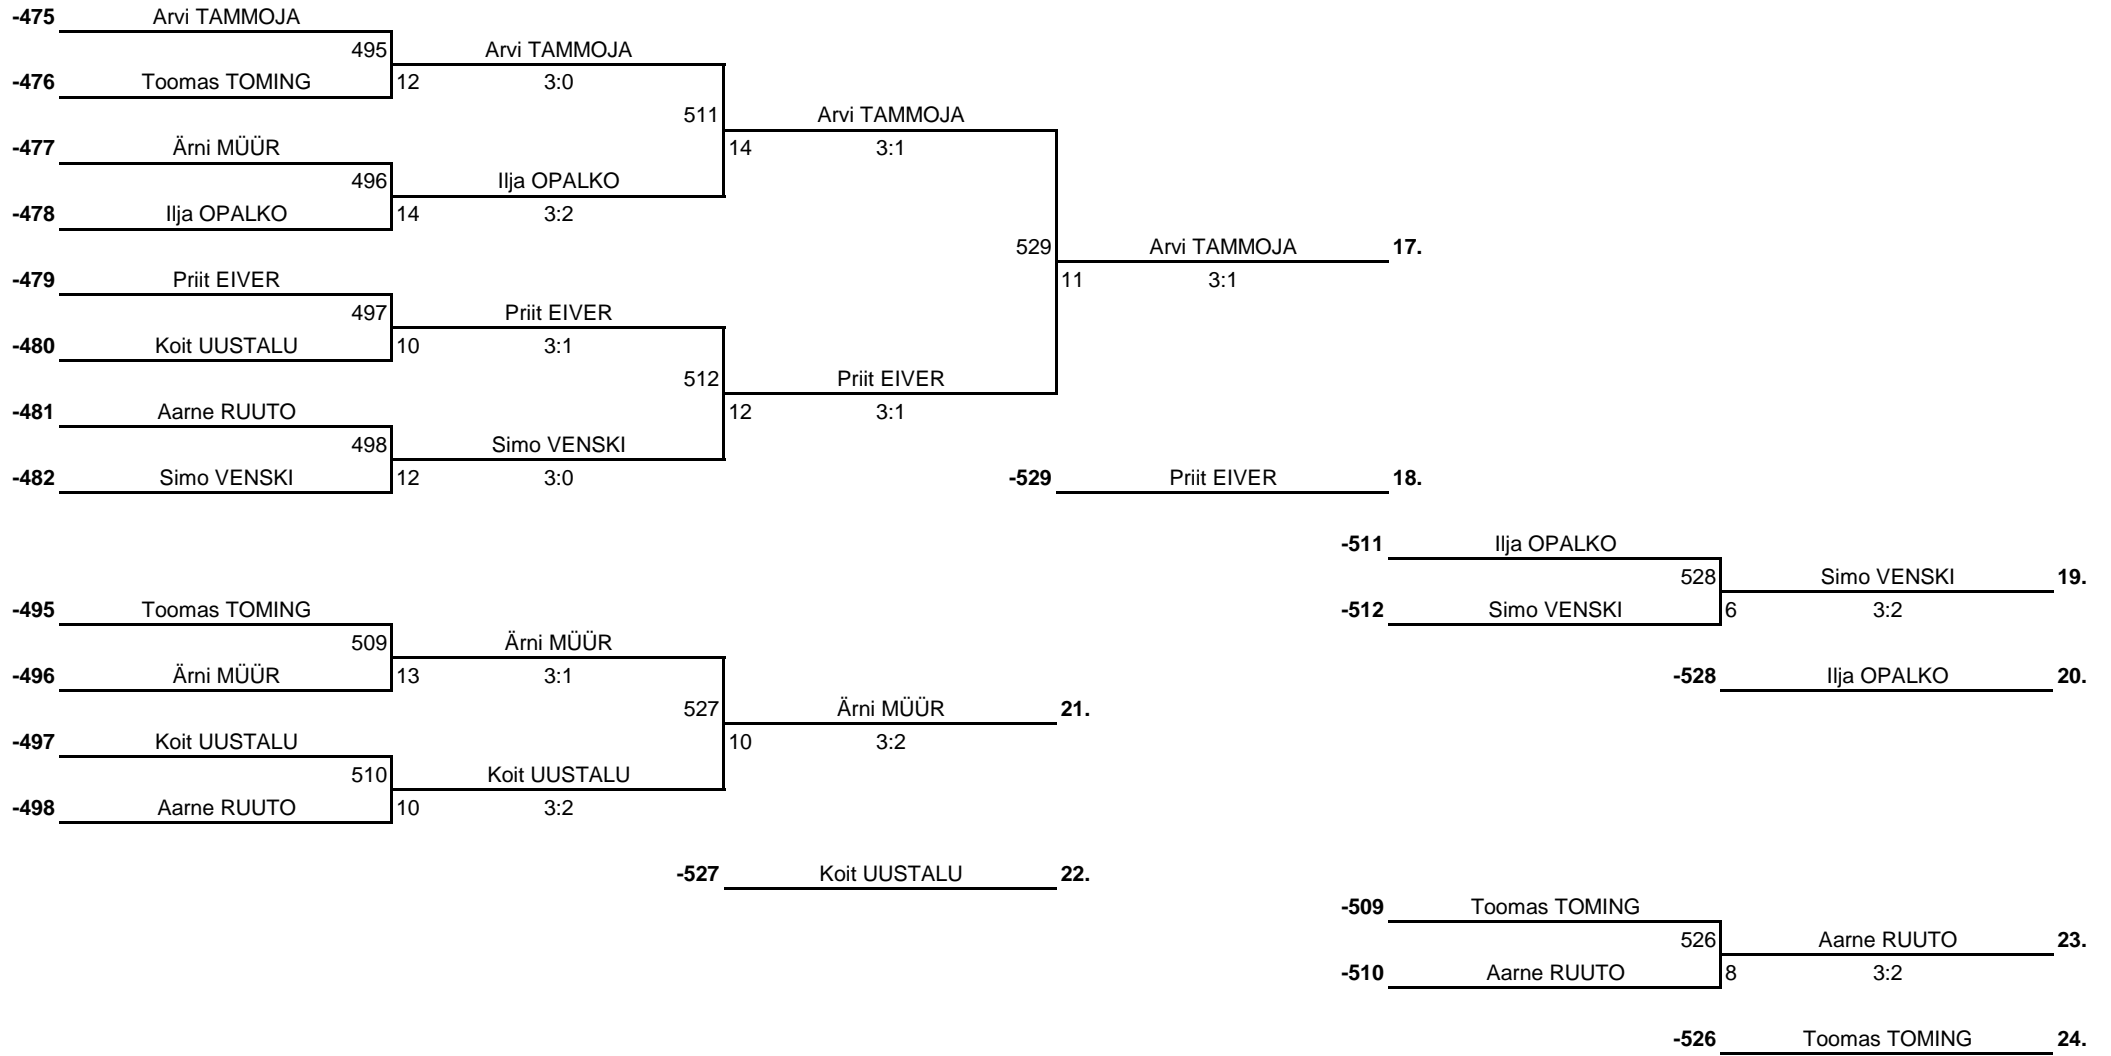 -475 Arvi TAMMOJA
495 Arvi TAMMOJA
-476 Toomas TOMING 12 3:0
511 Arvi TAMMOJA
-477 Ärni MÜÜR 14 3:1
496 Ilja OPALKO
-478 Ilja OPALKO 14 3:2
529 Arvi TAMMOJA 17.
-479 Priit EIVER 11 3:1
497 Priit EIVER
-480 Koit UUSTALU 10 3:1
512 Priit EIVER
-481 Aarne RUUTO 12 3:1
498 Simo VENSKI
-482 Simo VENSKI 12 3:0 -529 Priit EIVER 18.
-511 Ilja OPALKO
528 Simo VENSKI 19.
-495 Toomas TOMING -512 Simo VENSKI 6 3:2
509 Ärni MÜÜR
-496 Ärni MÜÜR 13 3:1 -528 Ilja OPALKO 20.
527 Ärni MÜÜR 21.
-497 Koit UUSTALU 10 3:2
510 Koit UUSTALU
-498 Aarne RUUTO 10 3:2
-527 Koit UUSTALU 22.
-509 Toomas TOMING
526 Aarne RUUTO 23.
-510 Aarne RUUTO 8 3:2
-526 Toomas TOMING 24.